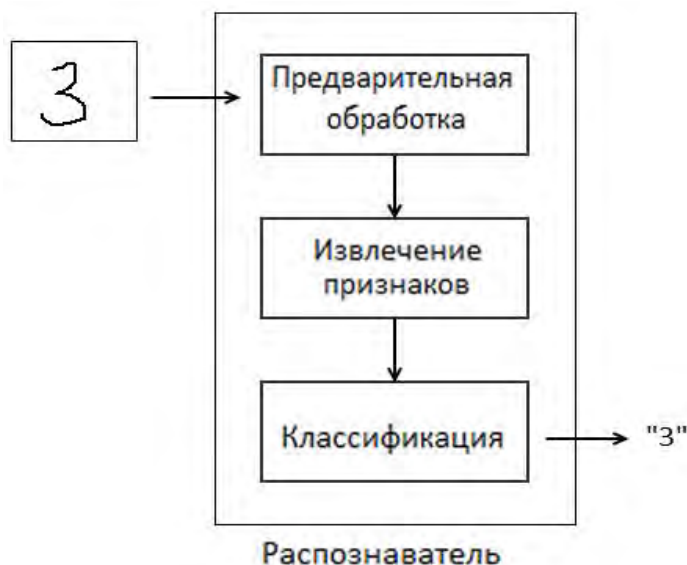 3
Предварительная
обработка
Извлечение
признаков
Классификация
"3"
Распознаватель